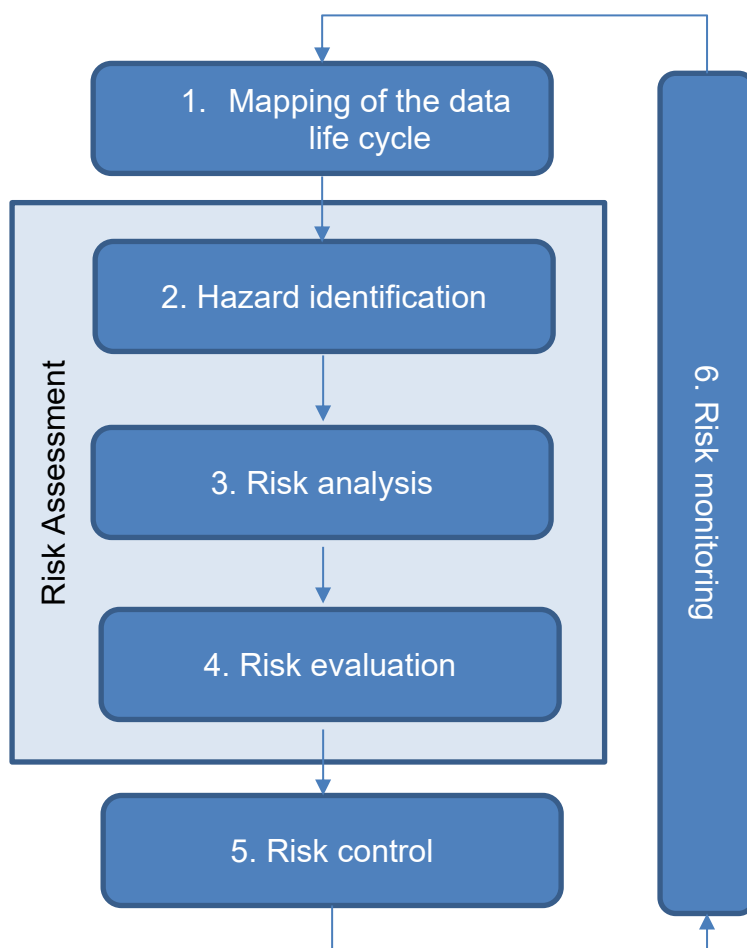 1. Mapping of the data
life cycle
2. Hazard identification
3. Risk analysis
Risk Assessment
4. Risk evaluation
5. Risk control
6. Risk monitoring